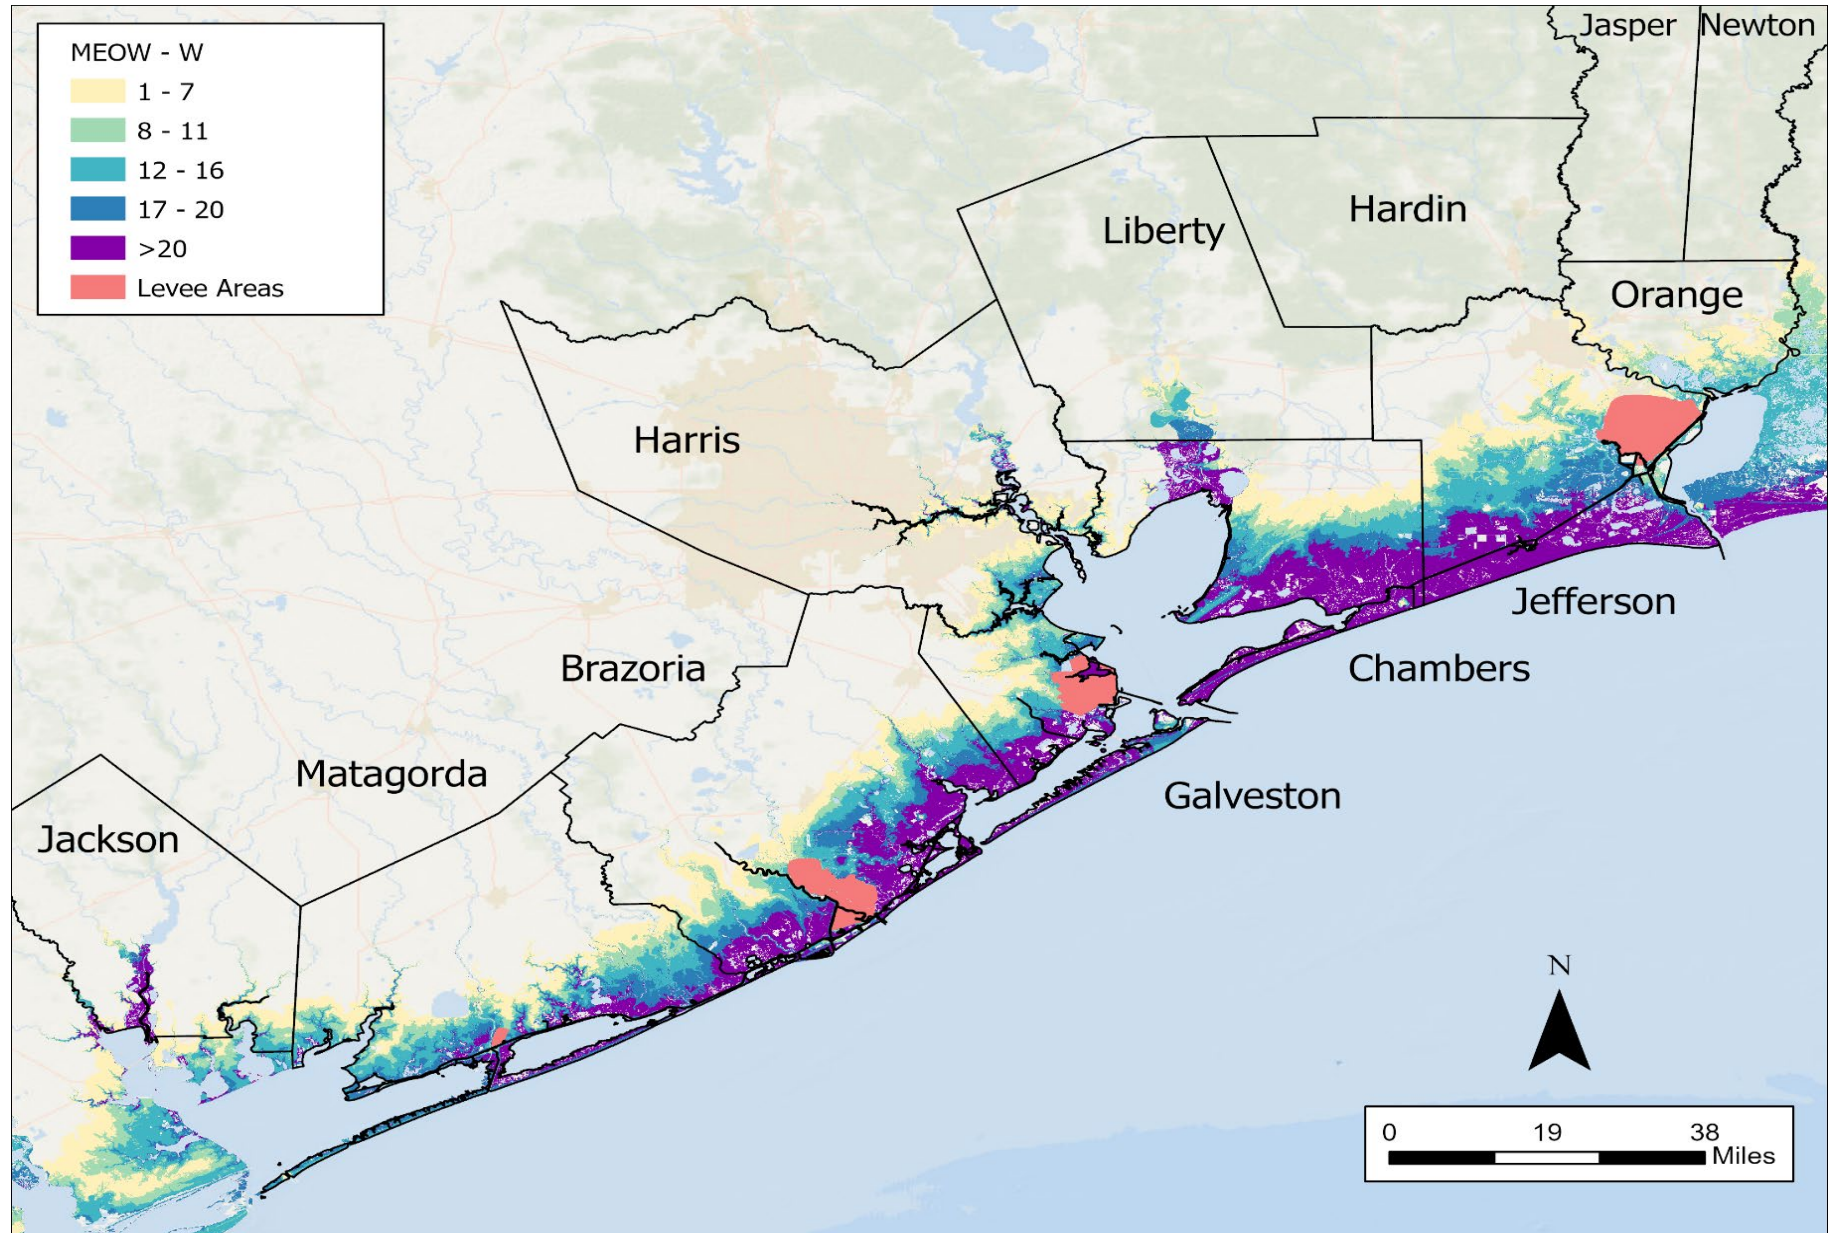 MEOW - W
1 - 7
8 - 11
12 - 16
17 - 20
>20
Levee Areas
Jasper
Newton
Liberty
Hardin
Orange
Harris
Jefferson
Brazoria
Chambers
Matagorda
Galveston
Jackson
N
0 19 38
Miles